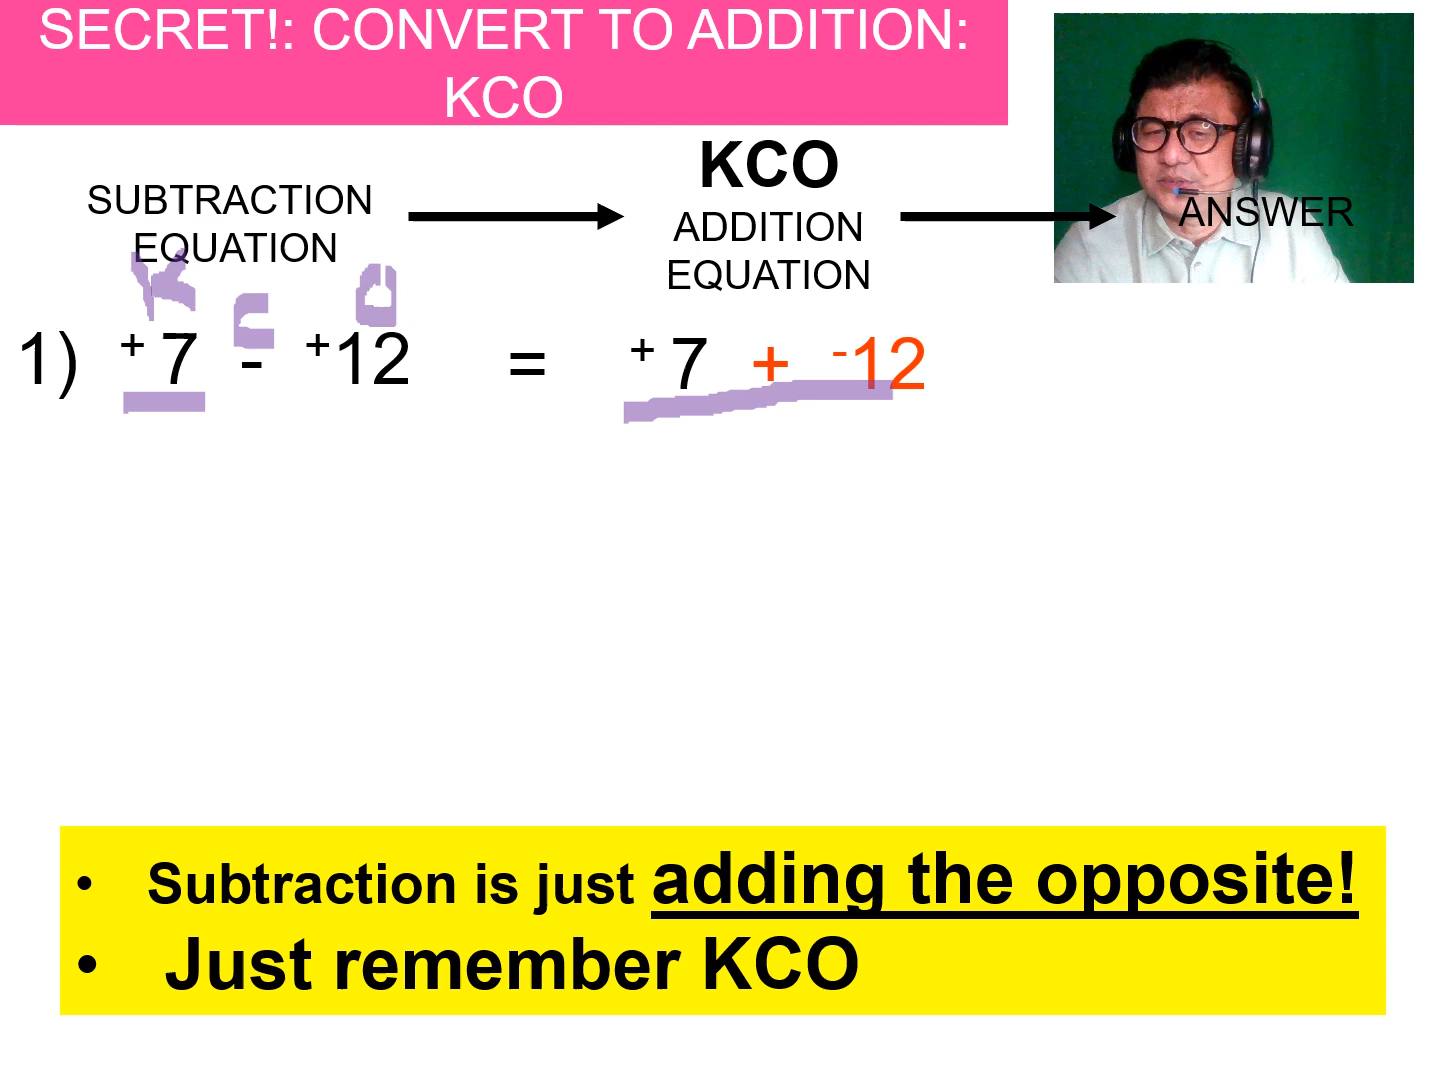 SECRET!: CONVERT TO ADDITION:
KCO
SUBTRACTION
EQUATION
KCO
ADDITION
EQUATION
ANSWER
K C O
1) +7 - +12 = +7 + -12
• Subtraction is just adding the opposite!
• Just remember KCO